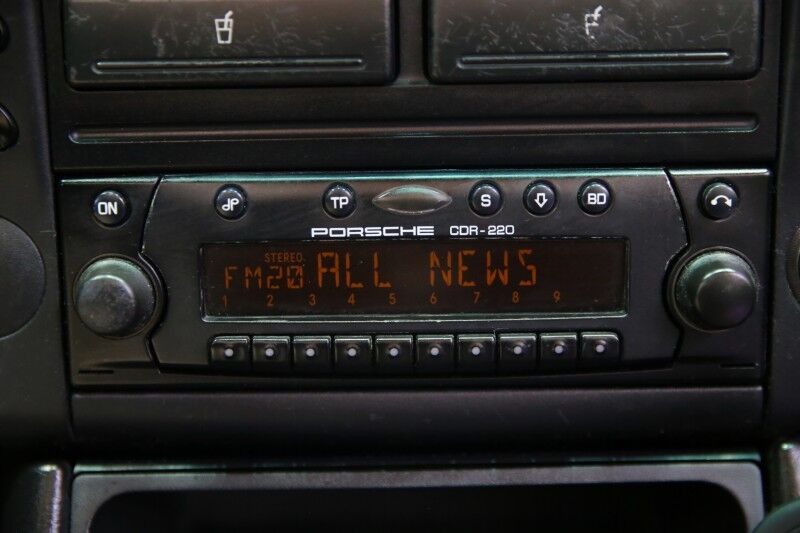 ON TP S BD
PORSCHE CDR-220
STEREO
FM20 ALL NEWS
1 2 3 4 5 6 7 8 9